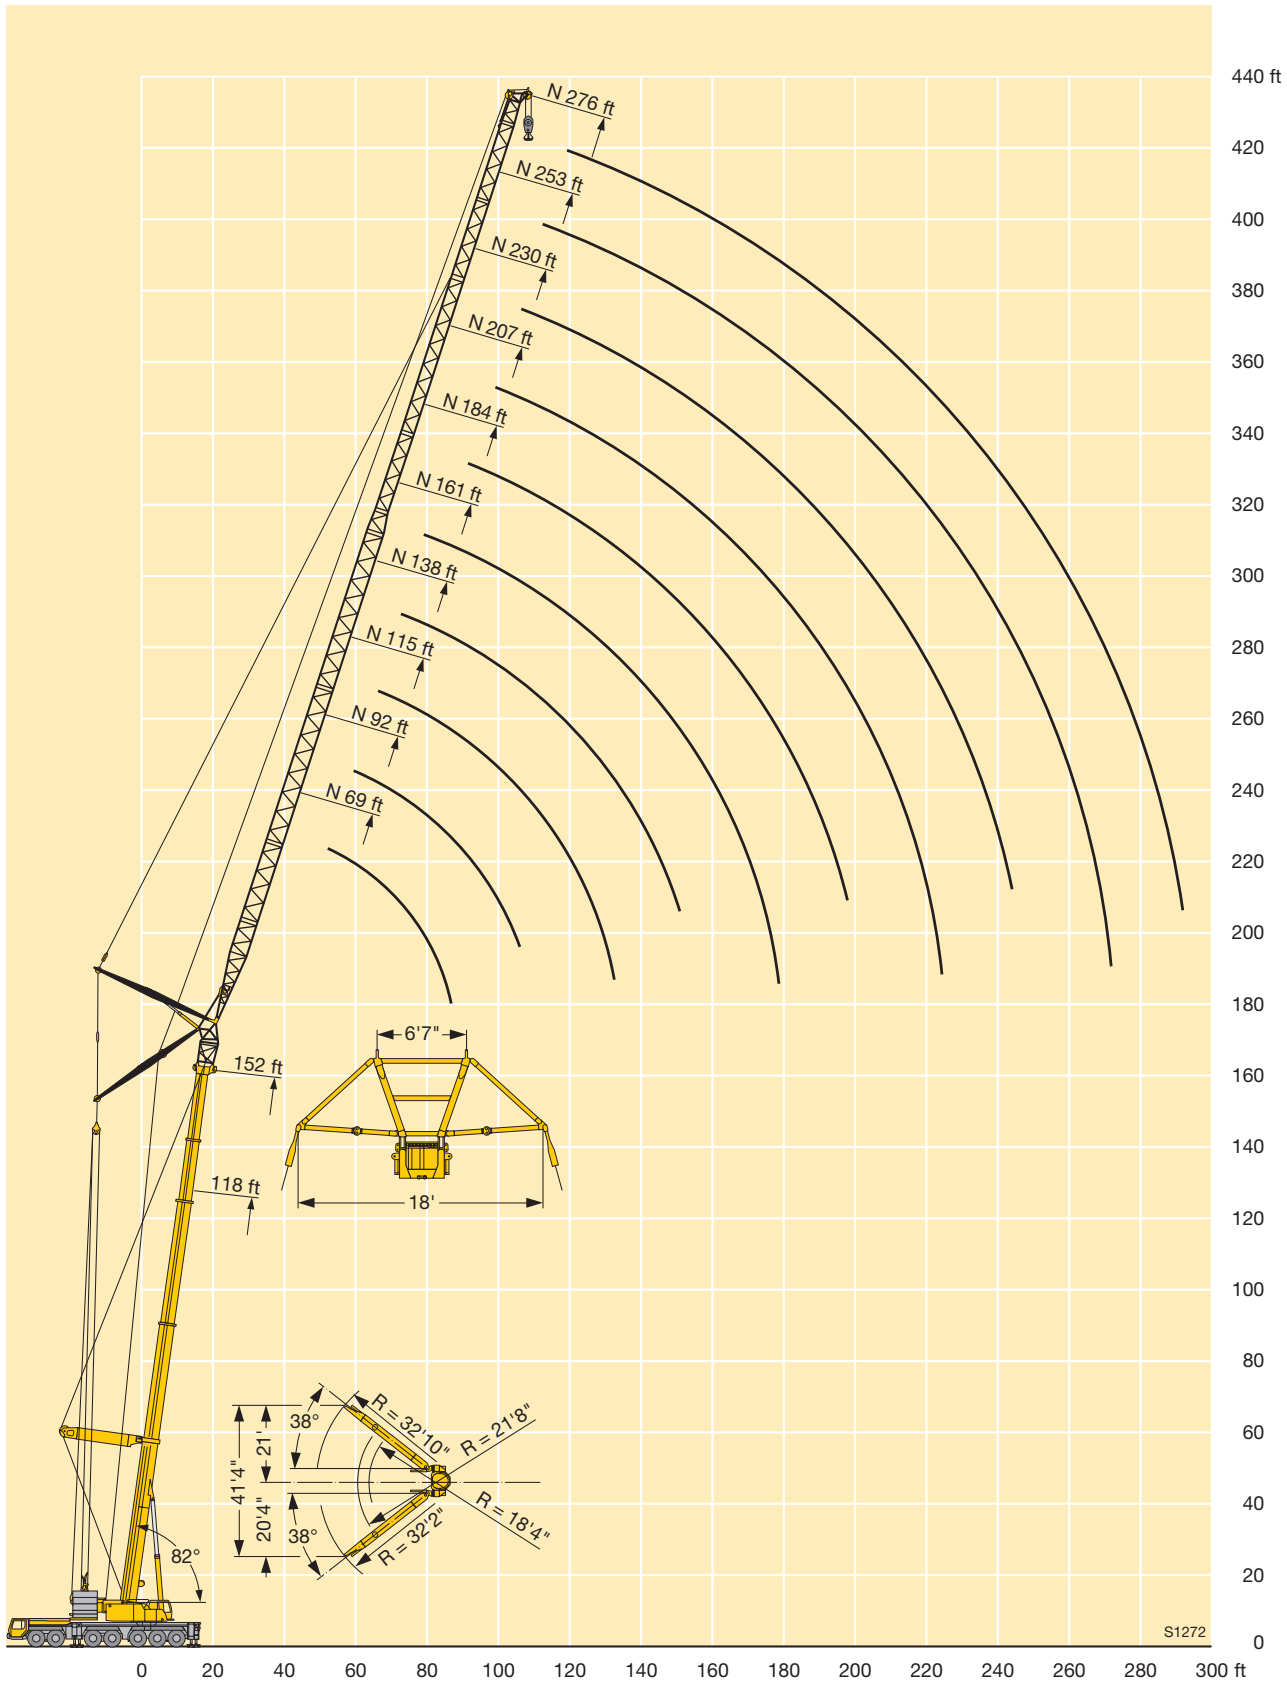 440 ft
N 276 ft
420
N 253 ft
400
N 230 ft
380
N 207 ft
360
N 184 ft
340
N 161 ft
320
N 138 ft
300
N 115 ft
280
N 92 ft
260
N 69 ft
240
220
200
180
6'7"
152 ft
160
140
118 ft
18'
120
100
80
38°
R = 32'10"
R = 21'8"
21'
41'4"
60
20'4"
38°
R = 32'2"
R = 18'4"
40
82°
20
S1272
0
0 20 40 60 80 100 120 140 160 180 200 220 240 260 280 300 ft